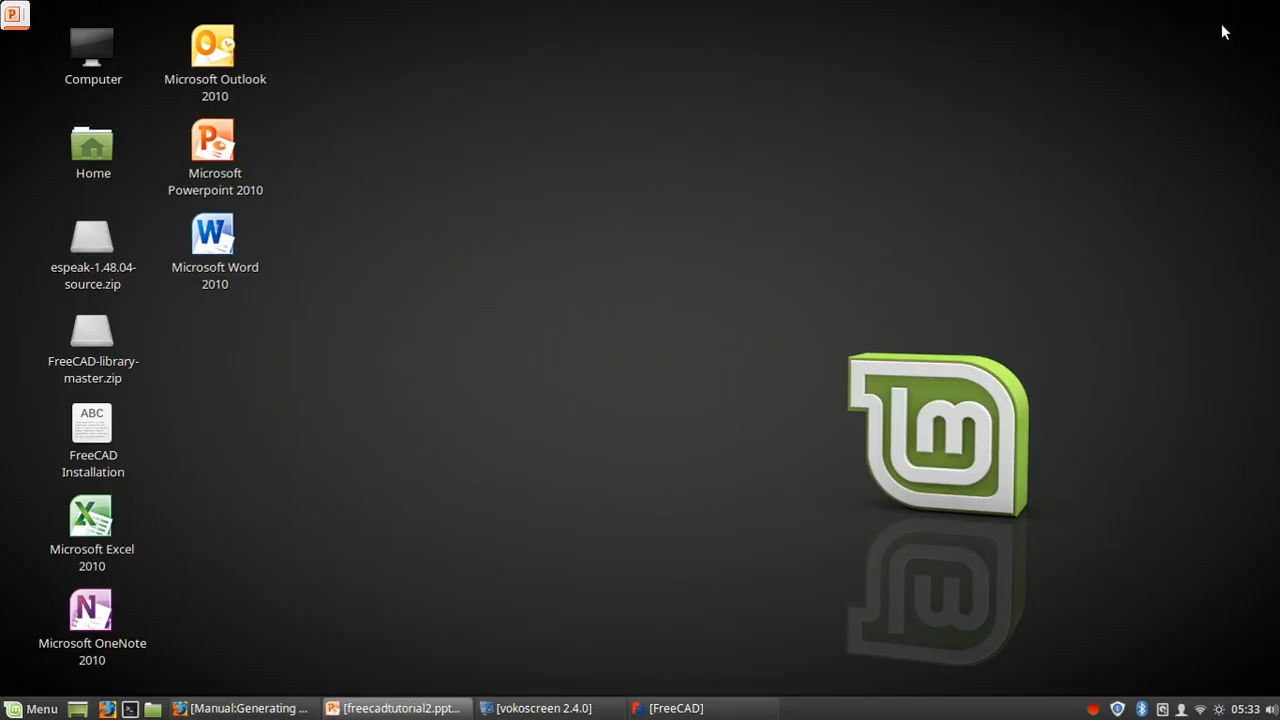 Computer
Microsoft Outlook
2010
Home
Microsoft
Powerpoint 2010
espeak-1.48.04-
source.zip
Microsoft Word
2010
FreeCAD-library-
master.zip
ABC
FreeCAD
Installation
Microsoft Excel
2010
Microsoft OneNote
2010
Menu
[Manual:Generating ...
[freecadtutorial2.ppt...
[vokoscreen 2.4.0]
[FreeCAD]
05:33